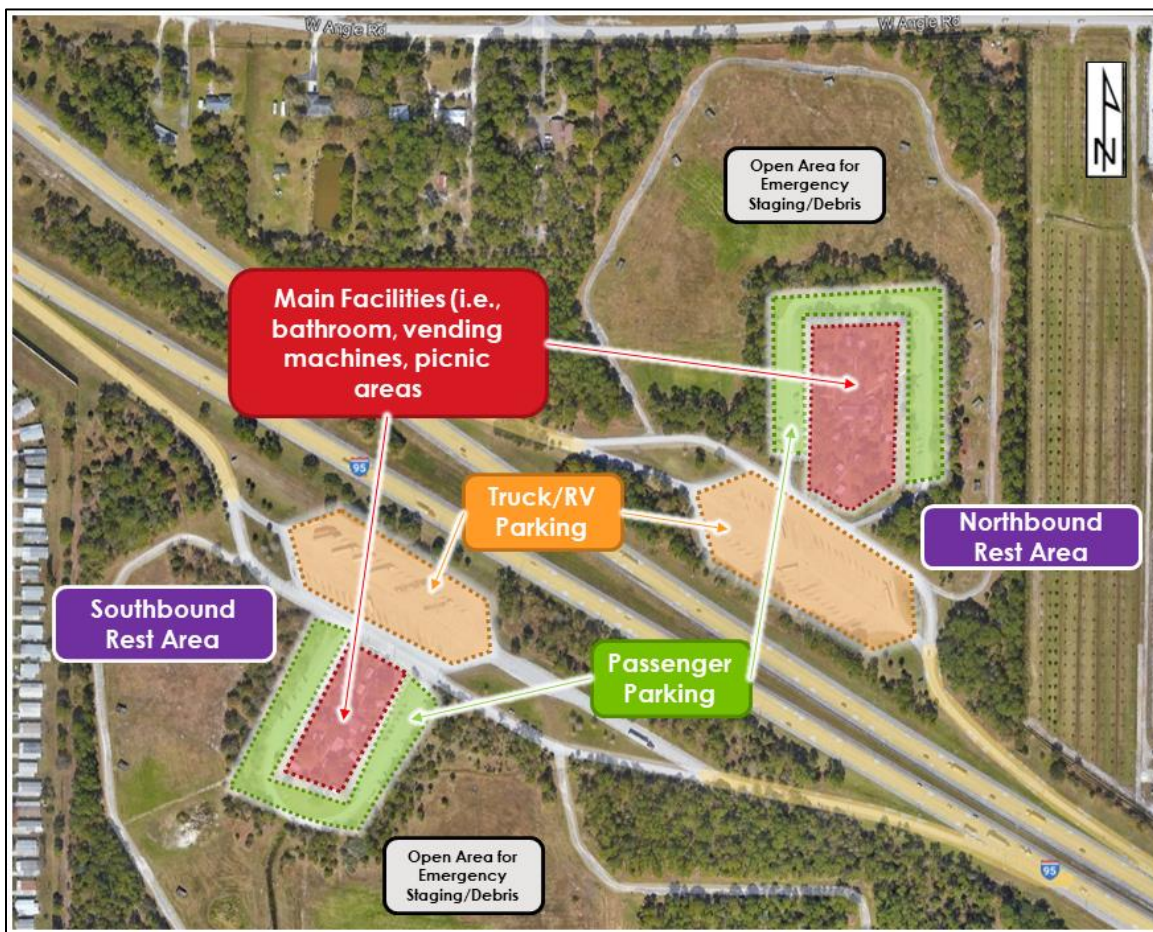 W Angle Rd
W Angle Rd
N
Open Area for
Emergency
Staging/Debris
Main Facilities (i.e.,
bathroom, vending
machines, picnic
areas
95
Truck/RV
Parking
Northbound
Rest Area
Southbound
Rest Area
Passenger
Parking
Open Area for
Emergency
Staging/Debris
95